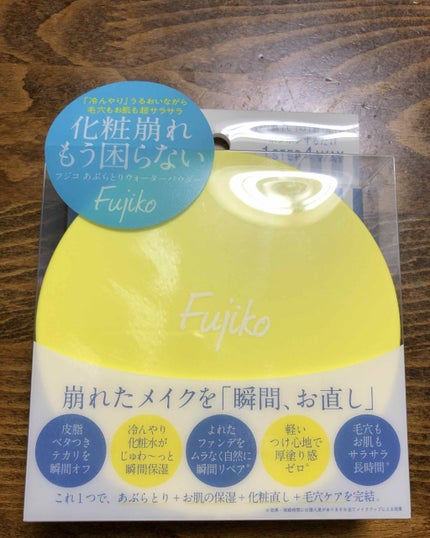 「冷んやり」うるおいながら
毛穴もお肌も超サラサラ
化粧崩れ
もう困らない
フジコ あぶらとりウォーターパウダー
Fujiko
Fujiko
崩れたメイクを「瞬間、お直し」
皮脂
ベタつき
テカリを
瞬間オフ
冷んやり
化粧水が
じゅわ〜っと
瞬間保湿
よれた
ファンデを
ムラなく自然に
瞬間リペア*
軽い
つけ心地で
厚塗り感
ゼロ*
毛穴も
お肌も
サラサラ
長時間*
これ1つで、あぶらとり+お肌の保湿+化粧直し+毛穴ケアを完結。